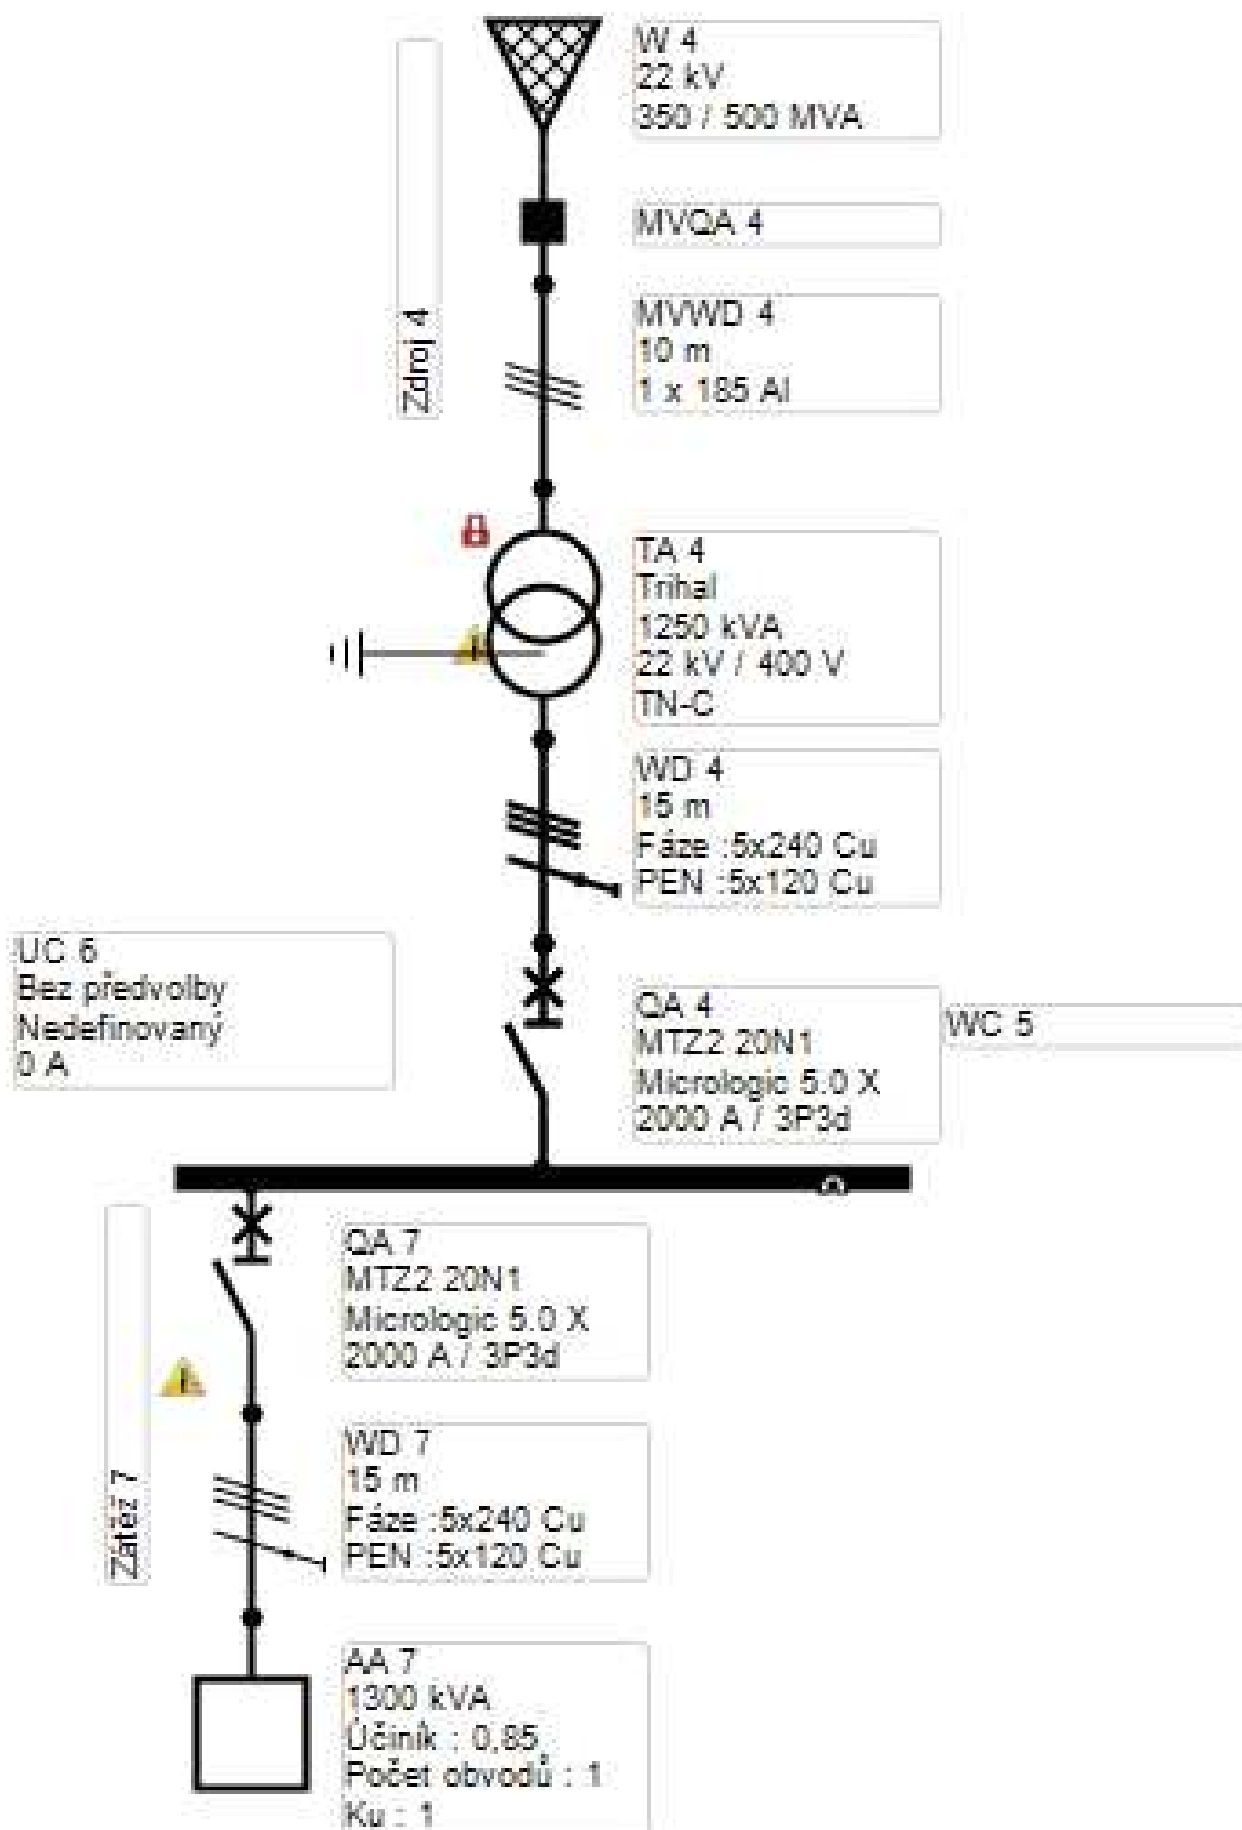 W 4
22 kV
350 / 500 MVA
MVQA 4
Zdroj 4
MVWD 4
10 m
1 x 185 Al
TA 4
Trihal
1250 kVA
22 kV / 400 V
TN-C
WD 4
15 m
Fáze :5x240 Cu
PEN :5x120 Cu
UC 6
Bez předvolby
Nedefinovaný
0 A
QA 4
MTZ2 20N1
Micrologic 5.0 X
2000 A / 3P3d
WC 5
QA 7
MTZ2 20N1
Micrologic 5.0 X
2000 A / 3P3d
Zátěž 7
WD 7
15 m
Fáze :5x240 Cu
PEN :5x120 Cu
AA 7
1300 kVA
Účiník : 0,85
Počet obvodů : 1
Ku : 1